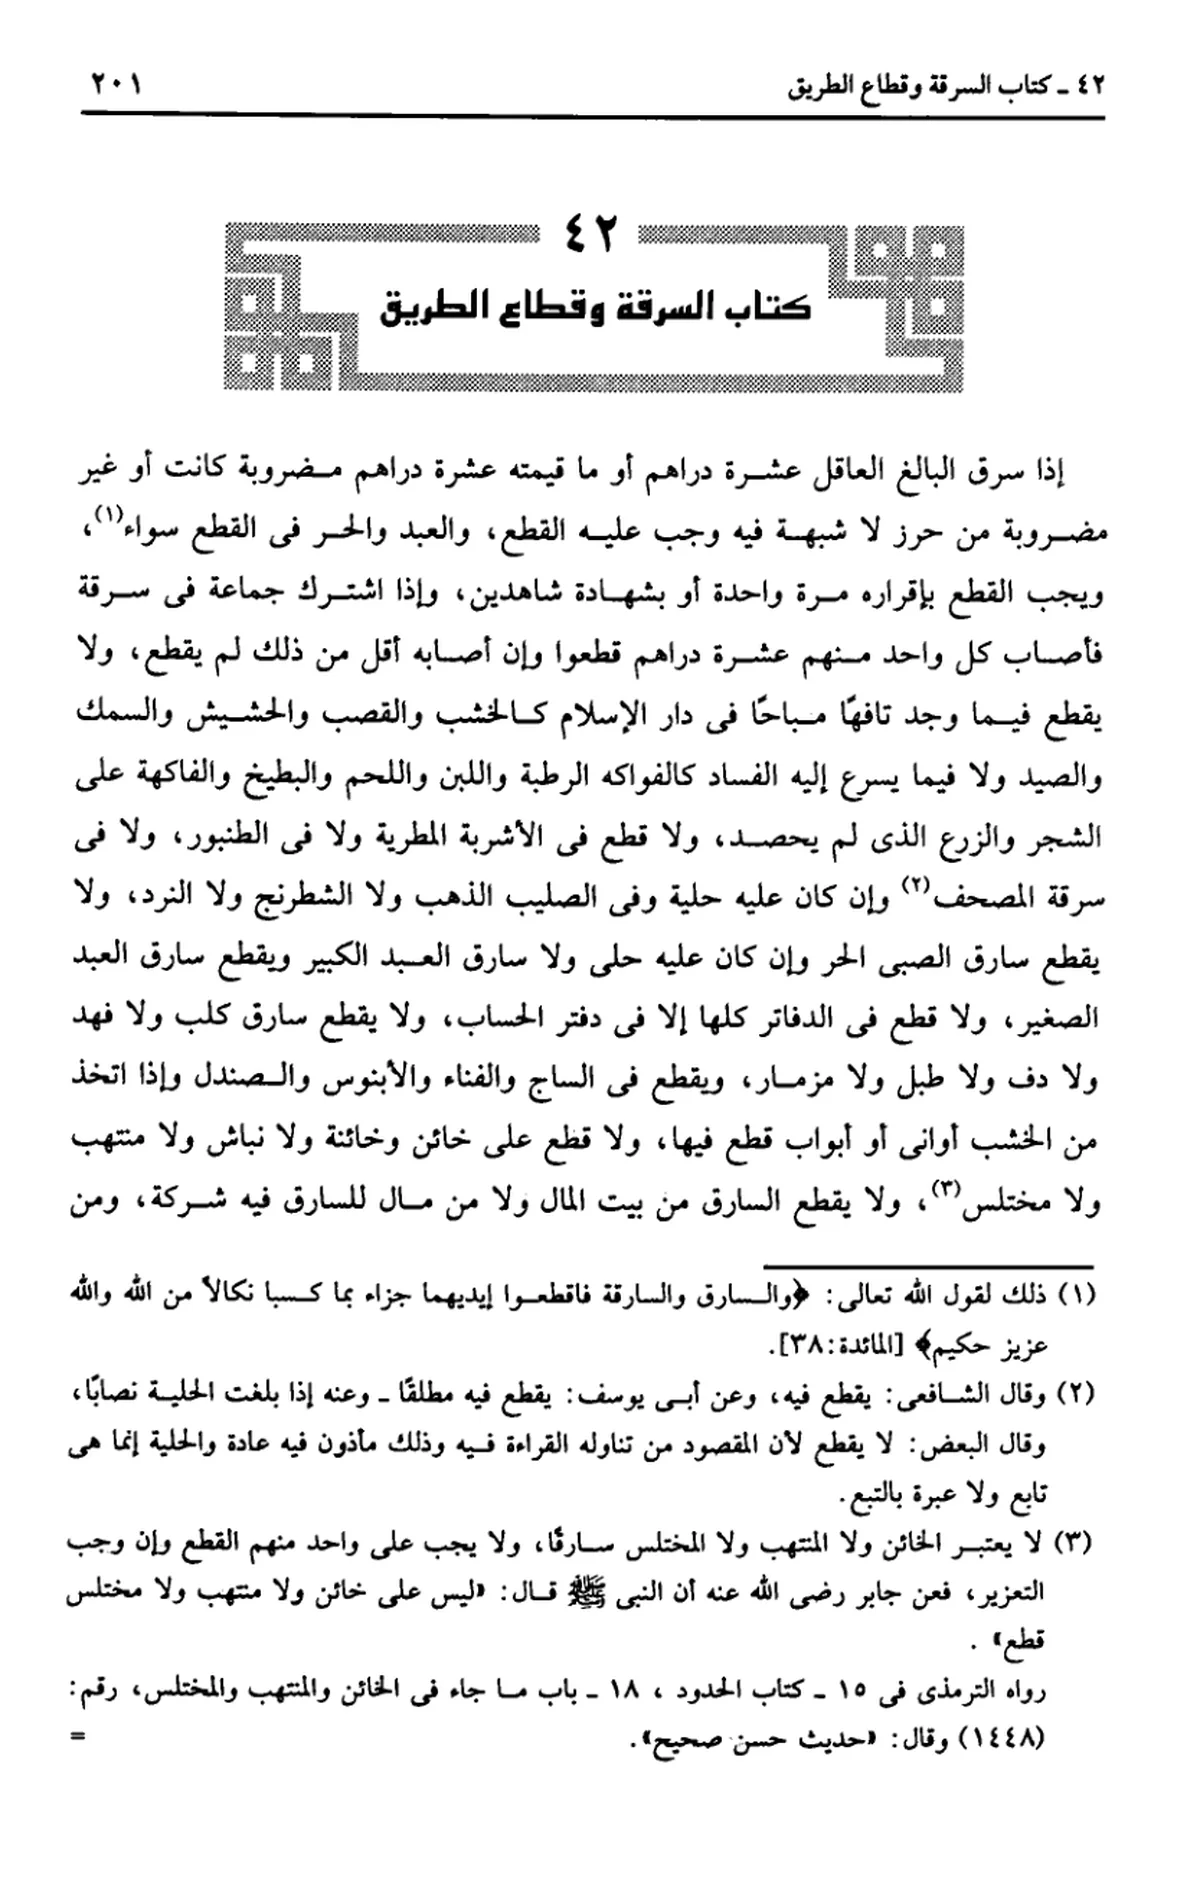 ٤٢ - كتاب السرقة وقطاع الطريق ٢٠١
٤٢
كتاب السرقة وقطاع الطريق
إذا سرق البالغ العاقل عشرة دراهم أو ما قيمته عشرة دراهم مضروبة كانت أو غير
مضروبة من حرز لا شبهة فيه وجب عليه القطع، والعبد والحر فى القطع سواء(١)،
ويجب القطع بإقراره مرة واحدة أو بشهادة شاهدين، وإذا اشترك جماعة فى سرقة
فأصاب كل واحد منهم عشرة دراهم قطعوا وإن أصابه أقل من ذلك لم يقطع، ولا
يقطع فيما وجد تافهًا مباحًا فى دار الإسلام كالخشب والقصب والحشيش والسمك
والصيد ولا فيما يسرع إليه الفساد كالفواكه الرطبة واللبن واللحم والبطيخ والفاكهة على
الشجر والزرع الذى لم يحصد، ولا قطع فى الأشربة المطربة ولا فى الطنبور، ولا فى
سرقة المصحف(٢) وإن كان عليه حلية وفى الصليب الذهب ولا الشطرنج ولا النرد، ولا
يقطع سارق الصبى الحر وإن كان عليه حلى ولا سارق العبد الكبير ويقطع سارق العبد
الصغير، ولا قطع فى الدفاتر كلها إلا فى دفتر الحساب، ولا يقطع سارق كلب ولا فهد
ولا دف ولا طبل ولا مزمار، ويقطع فى الساج والفناء والأبنوس والصندل وإذا اتخذ
من الخشب أوانى أو أبواب قطع فيها، ولا قطع على خائن وخائنة ولا نباش ولا منتهب
ولا مختلس(٣)، ولا يقطع السارق من بيت المال ولا من مال للسارق فيه شركة، ومن
(١) ذلك لقول الله تعالى: ﴿والسارق والسارقة فاقطعوا إيديهما جزاء بما كسبا نكالاً من الله والله
عزيز حكيم﴾ [المائدة:٣٨].
(٢) وقال الشافعى: يقطع فيه، وعن أبى يوسف: يقطع فيه مطلقًا - وعنه إذا بلغت الحلية نصابًا،
وقال البعض: لا يقطع لأن المقصود من تناوله القراءة فيه وذلك مأذون فيه عادة والحلية إنما هى
تابع ولا عبرة بالتبع.
(٣) لا يعتبر الخائن ولا المنتهب ولا المختلس سارقًا، ولا يجب على واحد منهم القطع وإن وجب
التعزير، فعن جابر رضى الله عنه أن النبى ﷺ قال: «ليس على خائن ولا منتهب ولا مختلس
قطع» .
رواه الترمذى فى ١٥ - كتاب الحدود ، ١٨ - باب ما جاء فى الخائن والمنتهب والمختلس، رقم:
(١٤٤٨) وقال: «حديث حسن صحيح». =